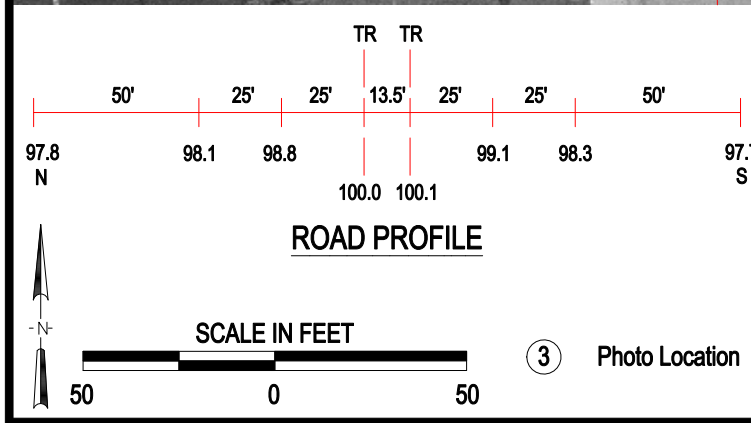 TR TR
50' 25' 25' 13.5' 25' 25' 50'
97.8 98.1 98.8 99.1 98.3
N S
100.0 100.1
ROAD PROFILE
-N-
SCALE IN FEET
50 0 50
3 Photo Location